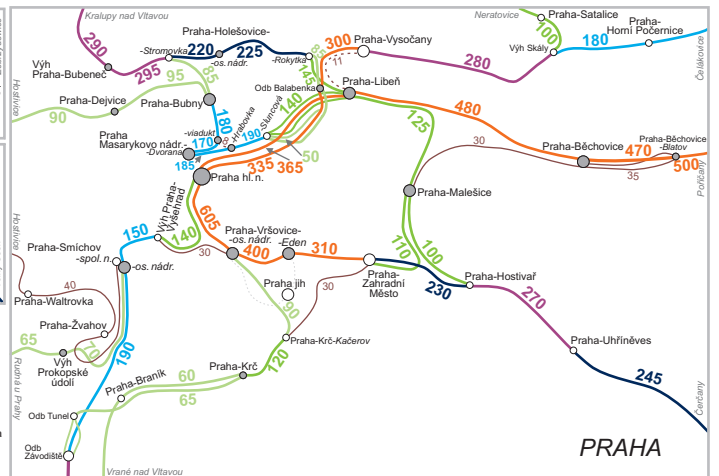 Kralupy nad Vltavou
Neratovice
Praha-Satalice
Praha-
Horní Počernice
100
180
Výh Skály
Čelákovice
290
Praha-Holešovice-
-Stromovka-
220
225
-os.nádr.
-Rokytka-
85
300
Praha-Vysočany
11
280
Výh
Praha-Bubeneč
295
95
85
145
Odb Balabenka
Praha-Libeň
Hostivice
Praha-Dejvice
90
Praha-Bubny
180
-Hrabovka
-Sluncová
140
480
125
Praha
Masarykovo nádr.-
-viadukt
-Dvorana-
170
190
185
50
335
365
Praha hl. n.
30
Praha-Běchovice
Praha-Běchovice
-Blatov
470
500
35
Poříčany
Praha-Malešice
Hostivice
Výh Praha-
Vyšehrad
150
140
605
30
Praha-Vršovice-
-os.nádr.
-Eden
400
310
110
100
Praha-Smíchov
-spol. n.
-os. nádr.
Praha-
Zahradní
Město
230
Praha-Hostivař
40
Praha-Waltrovka
Praha jih
30
90
270
Praha-Žvahov
65
70
190
Praha-Krč-Kačerov
120
Praha-Uhříněves
Výh
Prokopské
údolí
Rudná u Prahy
60
65
Praha-Krč
245
Praha-Braník
Čerčany
Odb Tunel
Odb
Závodiště
PRAHA
Vrané nad Vltavou